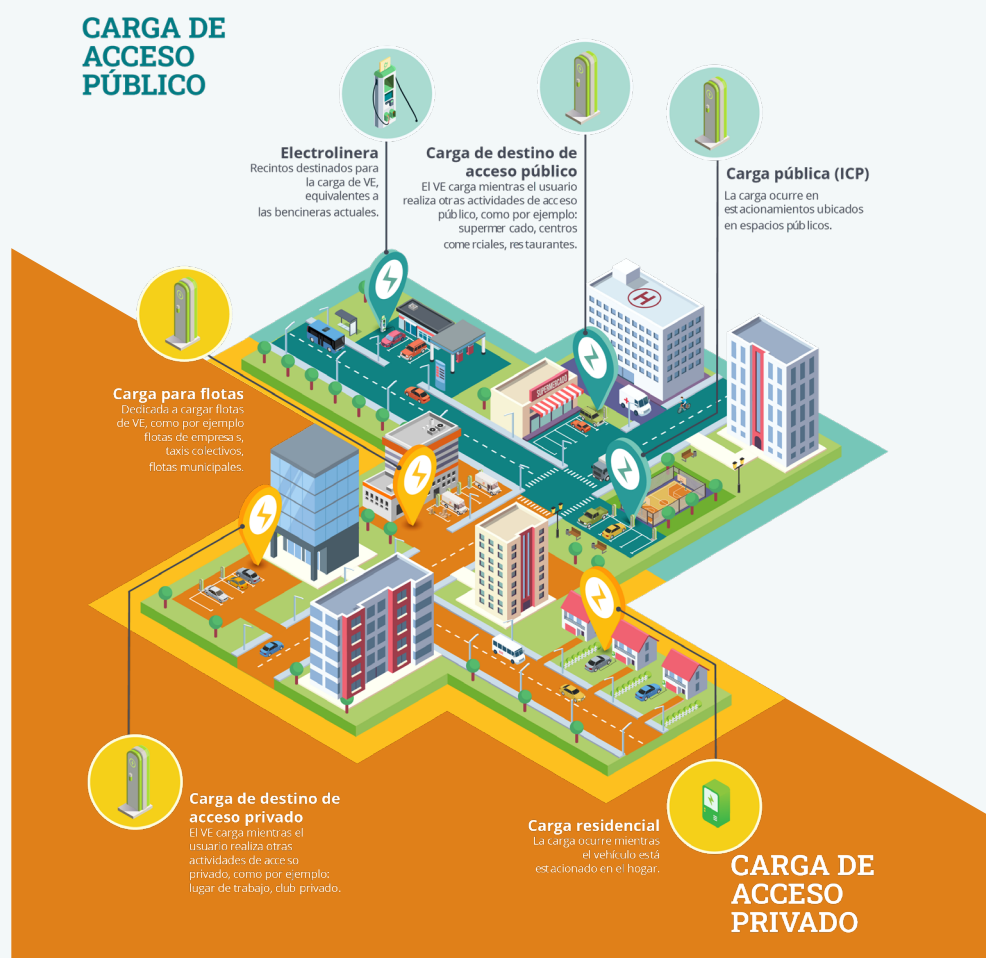 CARGA DE
ACCESO
PÚBLICO
Electrolinera
Recintos destinados para
la carga de VE,
equivalentes a
las bencineras actuales.
Carga de destino de
acceso público
El VE carga mientras el usuario
realiza otras actividades de acceso
público, como por ejemplo:
supermer cado, centros
come rciales, res taurantes.
Carga pública (ICP)
La carga ocurre en
est acionamientos ubicados
en espacios públicos.
Carga para flotas
Dedicada a cargar flotas
de VE, como por ejemplo
flotas de empresa s,
taxis colectivos,
flotas municipales.
H
SUPERMERCADO
Carga de destino de
acceso privado
El VE carga mientras el
usuario realiza otras
actividades de acceso
privado, como por ejemplo:
lugar de trabajo, club privado.
Carga residencial
La carga ocurre mientras
el vehículo está
estacionado en el hogar.
CARGA DE
ACCESO
PRIVADO